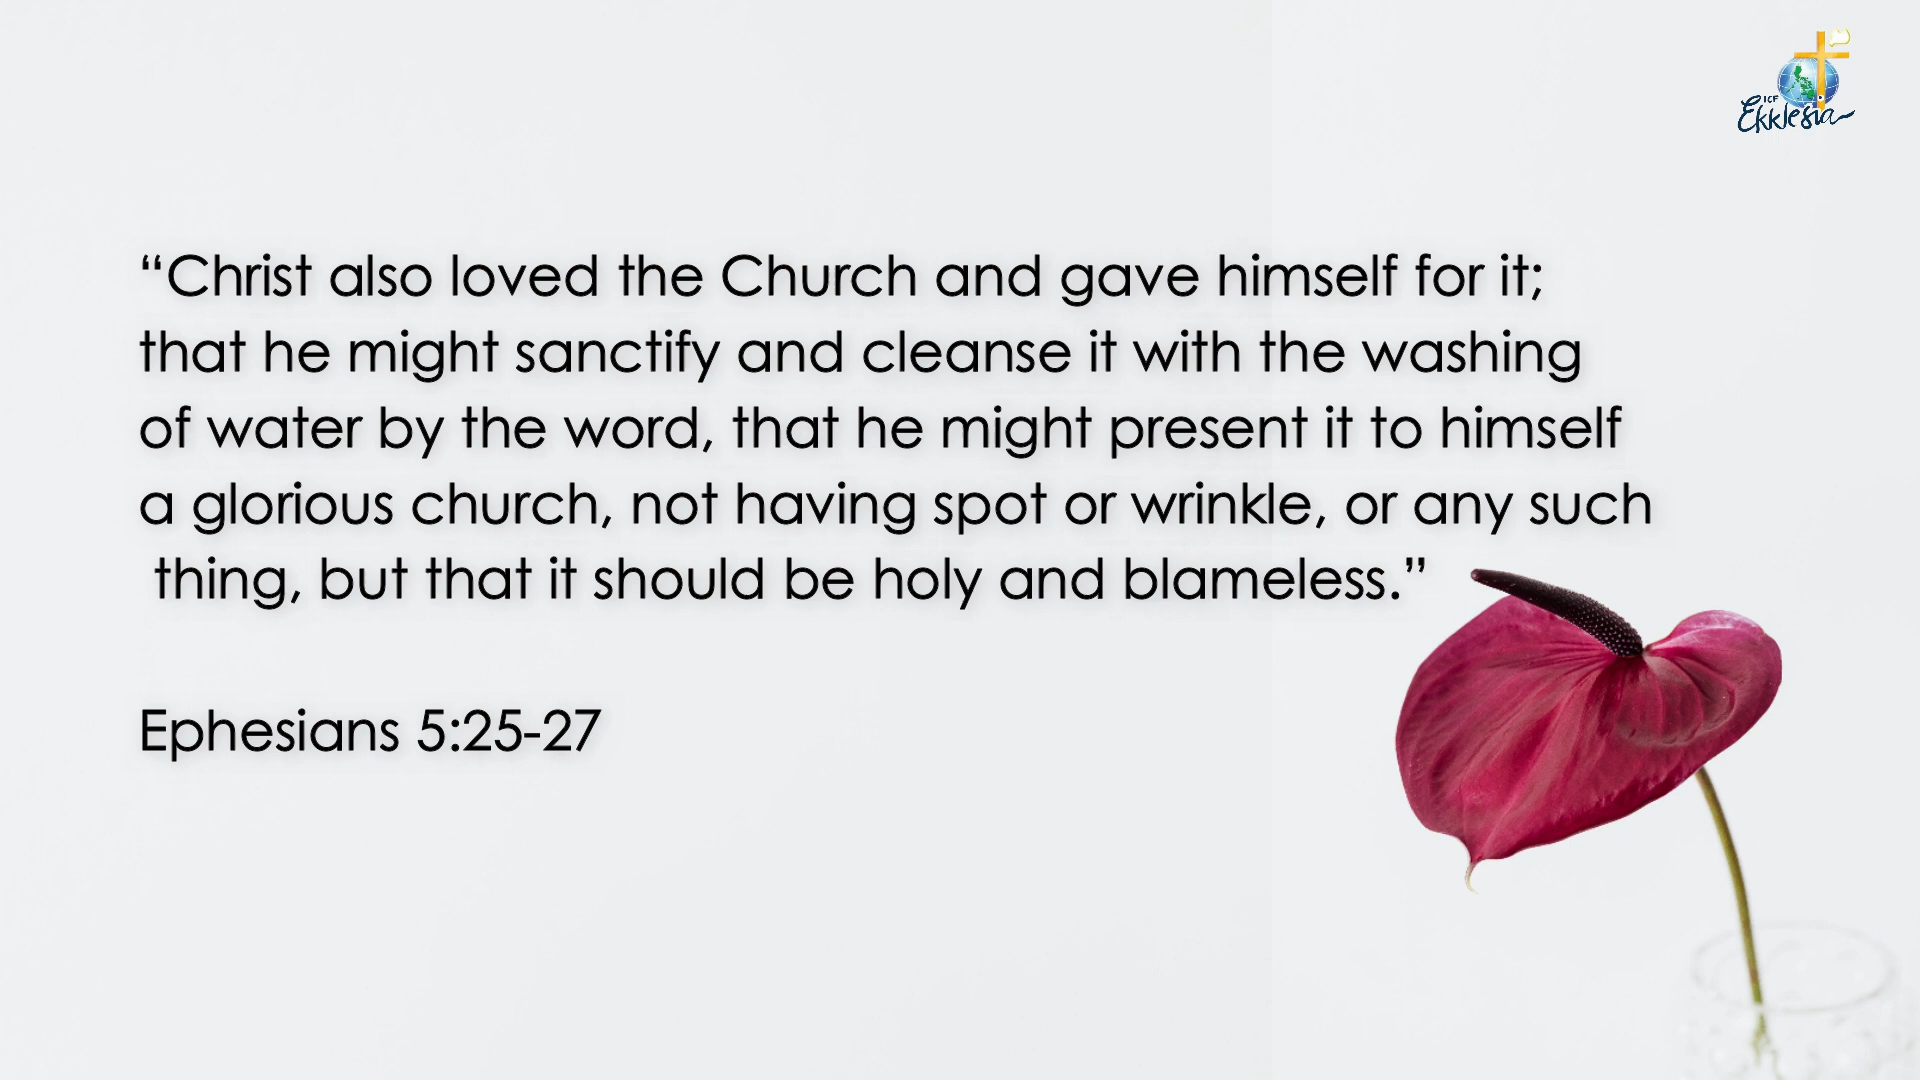 ICF
Ekklesia
“Christ also loved the Church and gave himself for it;
that he might sanctify and cleanse it with the washing
of water by the word, that he might present it to himself
a glorious church, not having spot or wrinkle, or any such
thing, but that it should be holy and blameless.”
Ephesians 5:25-27